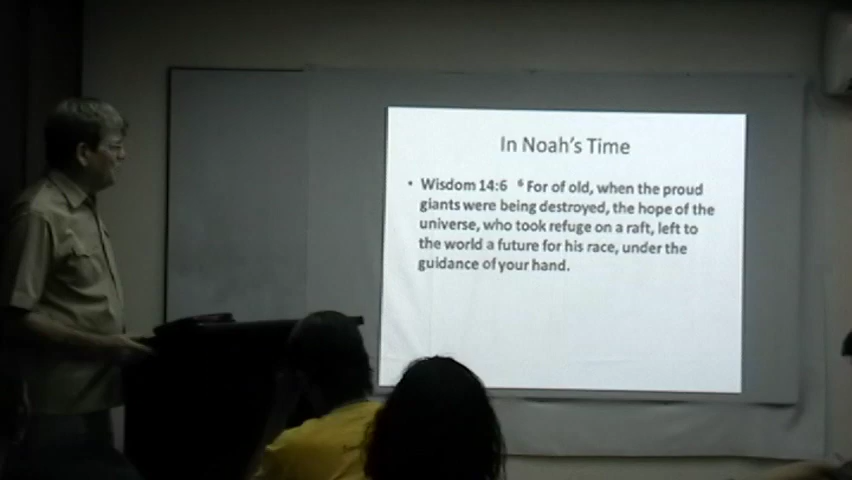 In Noah's Time
• Wisdom 14:6 ⁶ For of old, when the proud
giants were being destroyed, the hope of the
universe, who took refuge on a raft, left to
the world a future for his race, under the
guidance of your hand.